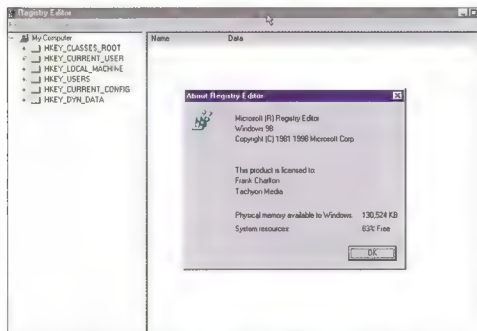 Registry Editor
Name Data
My Computer
HKEY_CLASSES_ROOT
HKEY_CURRENT_USER
HKEY_LOCAL_MACHINE
HKEY_USERS
HKEY_CURRENT_CONFIG
HKEY_DYN_DATA
About Registry Editor
Microsoft (R) Registry Editor
Windows 98
Copyright (C) 1981 1998 Microsoft Corp
This product is licensed to:
Frank Charlton
Tachyon Media
Physical memory available to Windows: 130,524 KB
System resources: 83% Free
OK